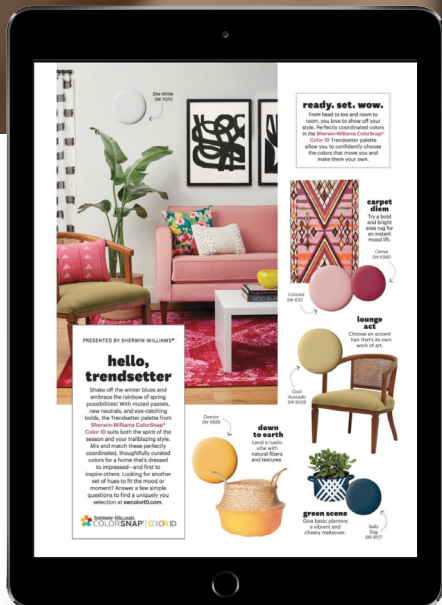 Site White
SW 7070
ready. set. wow.
From head to toe and room to
room, you love to show off your
style. Perfectly coordinated colors
in the Sherwin-Williams ColorSnap®
Color ID Trendsetter palette
allow you to confidently choose
the colors that move you and
make them your own.
carpet
diem
Try a bold
and bright
area rug for
an instant
mood lift.
Cerise
SW 6580
Colored
SW 630
lounge
act
Choose an accent
hair that's its own
work of art.
Cool
Avocado
SW 9029
PRESENTED BY SHERWIN-WILLIAMS®
hello,
trendsetter
Shake off the winter blues and
embrace the rainbow of spring
possibilities! With muted pastels,
new neutrals, and eye-catching
bolds, the Trendsetter palette from
Sherwin-Williams ColorSnap®
Color ID suits both the spirit of the
season and your trailblazing style.
Mix and match these perfectly
coordinated, thoughtfully curated
colors for a home that's dressed
to impressed—and first to
inspire others. Looking for another
set of hues to fit the mood or
moment? Answer a few simple
questions to find a uniquely you
selection at swcolorID.com.
SHERWIN-WILLIAMS.
COLORSNAP® | COLOR ID
Overjoy
SW 6689
down
to earth
Lend a rustic
vibe with
natural fibers
and textures.
green scene
Give basic planters
a vibrant and
cheery makeover.
Salty
Dog
SW 9177